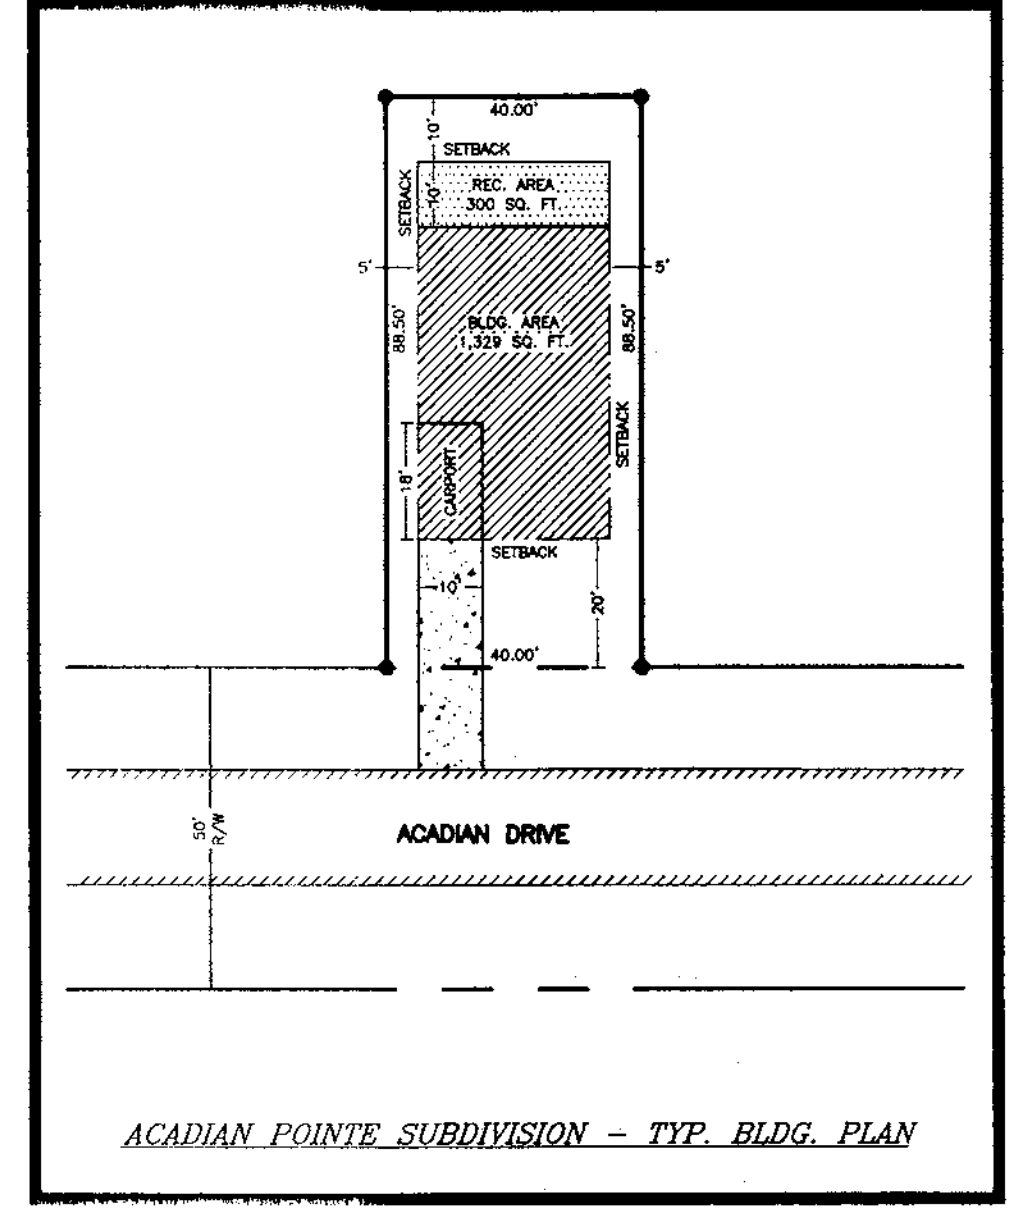 40.00'
10'
SETBACK
SETBACK
REC. AREA
300 SQ. FT.
10'
5'
5'
88.50'
88.50'
BLDG. AREA
1,329 SQ. FT.
SETBACK
18'
CARPORT
SETBACK
10'
20'
40.00'
50'
R/W
ACADIAN DRIVE
ACADIAN POINTE SUBDIVISION - TYP. BLDG. PLAN